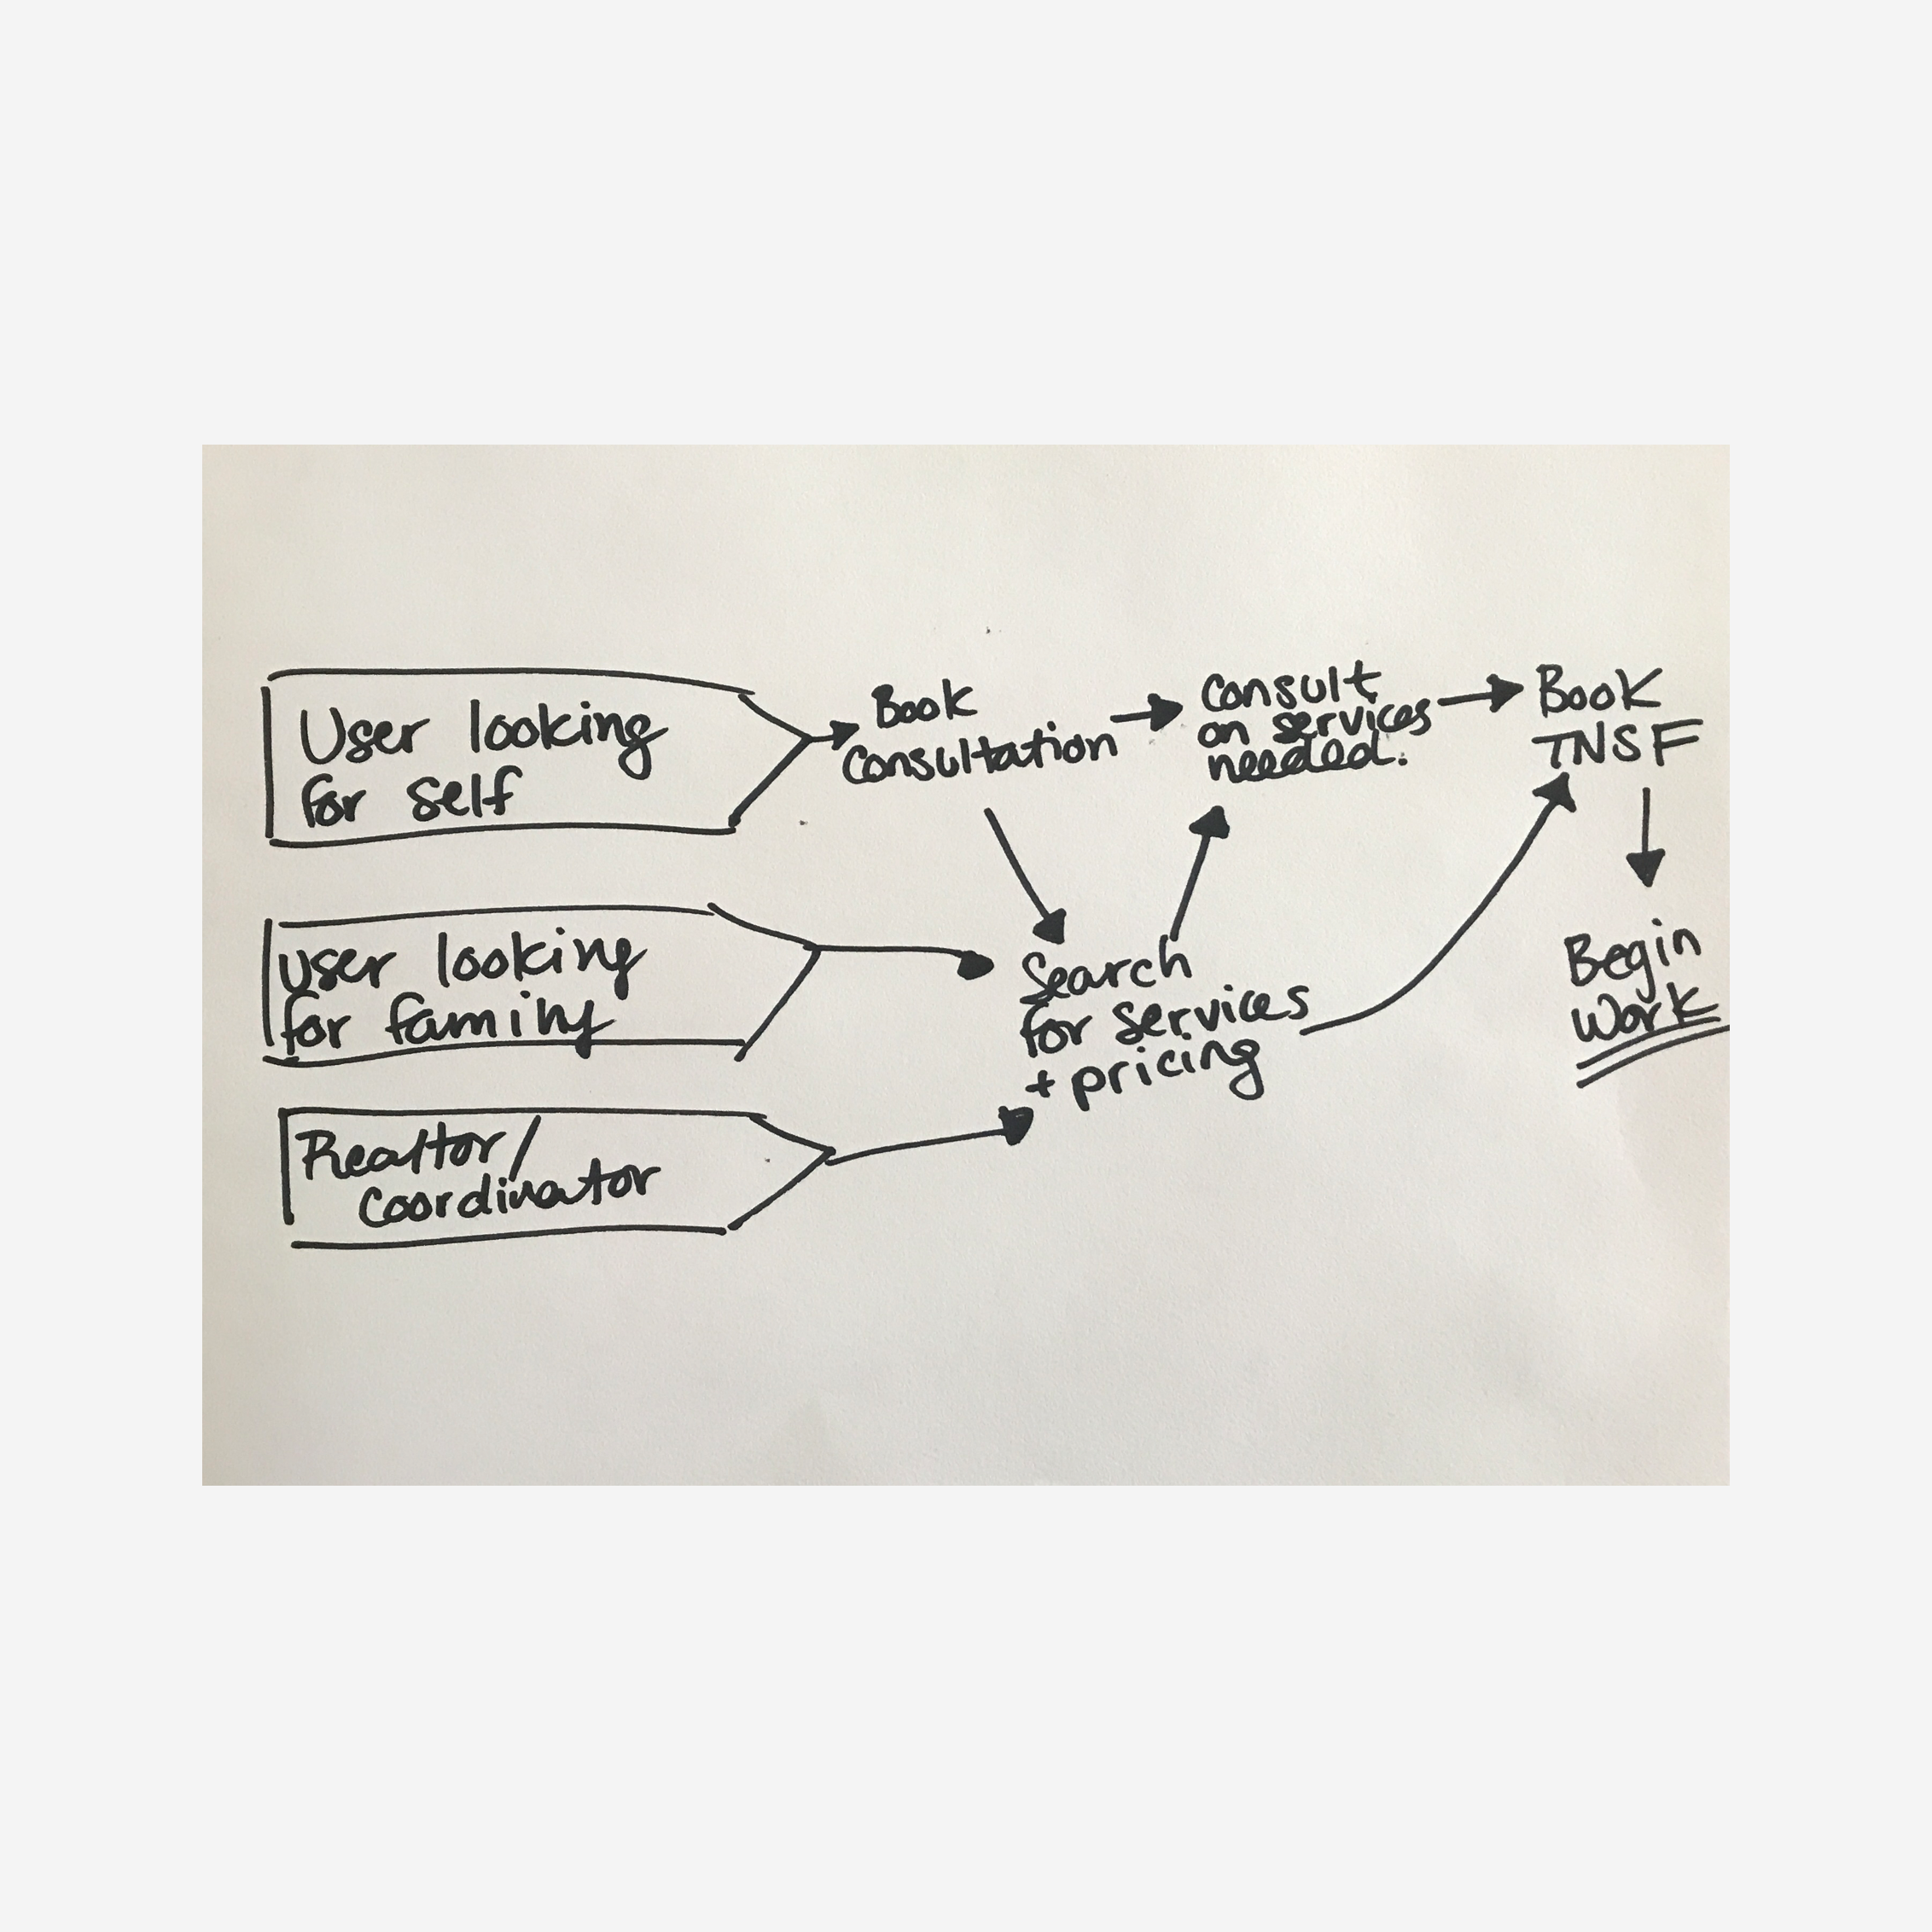 User looking
for self
Book
Consultation
Consult
on services
needed.
Book
TNSF
user looking
for family
Search
for services
+ pricing
Begin
Work
Realtor/
Coordinator